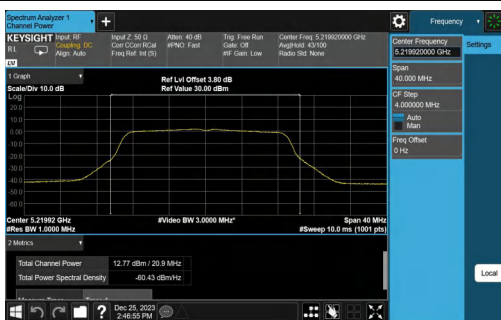 Spectrum Analyzer 1
Channel Power
Frequency
KEYSIGHT
Input: RF
Coupling: DC
Align: Auto
Input Z: 50 Ω
Corr CCorr RCal
Freq Ref: Int (S)
Atten: 40 dB
#PNO: Fast
Trig: Free Run
Gate: Off
#IF Gain: Low
Center Freq: 5.219920000 GHz
Avg|Hold: 43/100
Radio Std: None
RL
LVI
Center Frequency
5.219920000 GHz
Settings
Span
40.000 MHz
CF Step
4.000000 MHz
Auto
Man
Freq Offset
0 Hz
Local
1 Graph
Scale/Div 10.0 dB
Ref Lvl Offset 3.80 dB
Ref Value 30.00 dBm
Log
20.0
10.0
0.00
-10.0
-20.0
-30.0
-40.0
-50.0
-60.0
Center 5.21992 GHz
#Video BW 3.0000 MHz*
Span 40 MHz
#Res BW 1.0000 MHz
#Sweep 10.0 ms (1001 pts)
2 Metrics
Total Channel Power 12.77 dBm / 20.9 MHz
Total Power Spectral Density -60.43 dBm/Hz
?
Dec 25, 2023
2:46:55 PM